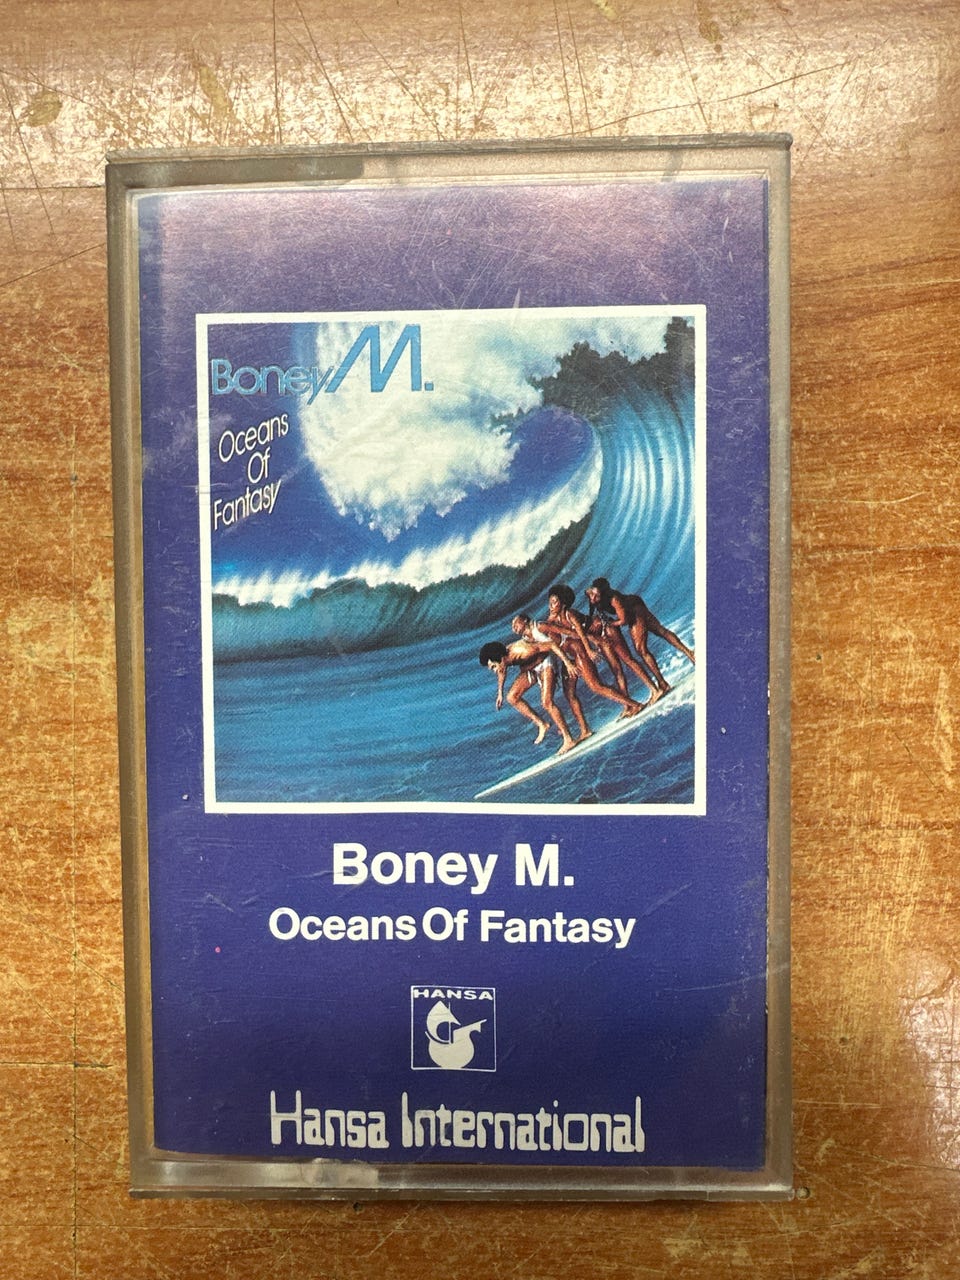 Boney M.
Oceans
Of
Fantasy
Boney M.
Oceans Of Fantasy
HANSA
Hansa International